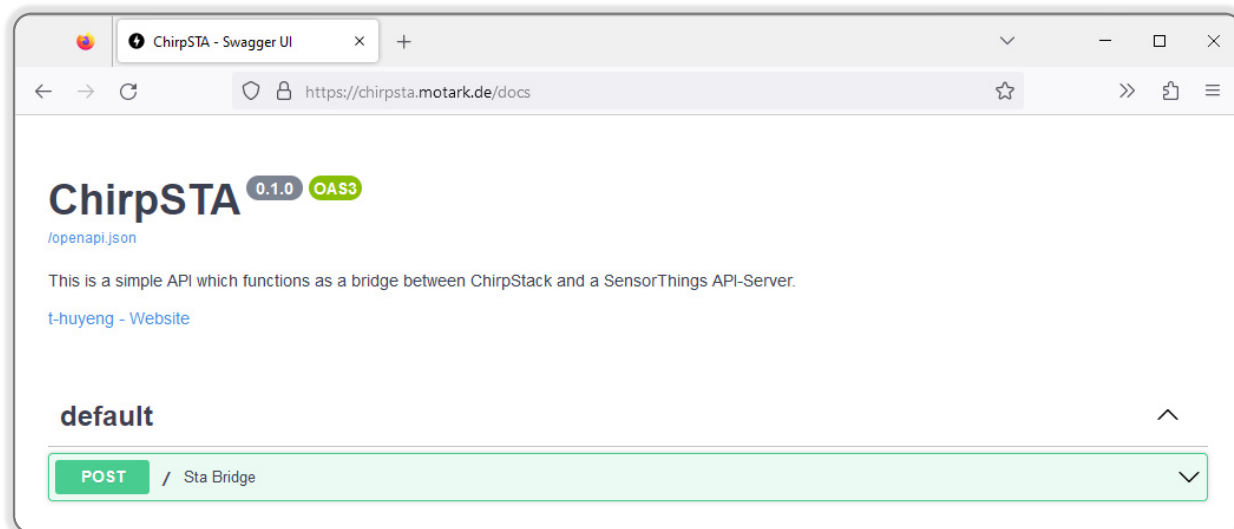 ChirpSTA - Swagger UI
https://chirpsta.motark.de/docs
ChirpSTA 0.1.0 OAS3
/openapi.json
This is a simple API which functions as a bridge between ChirpStack and a SensorThings API-Server.
t-huyeng - Website
default
POST / Sta Bridge